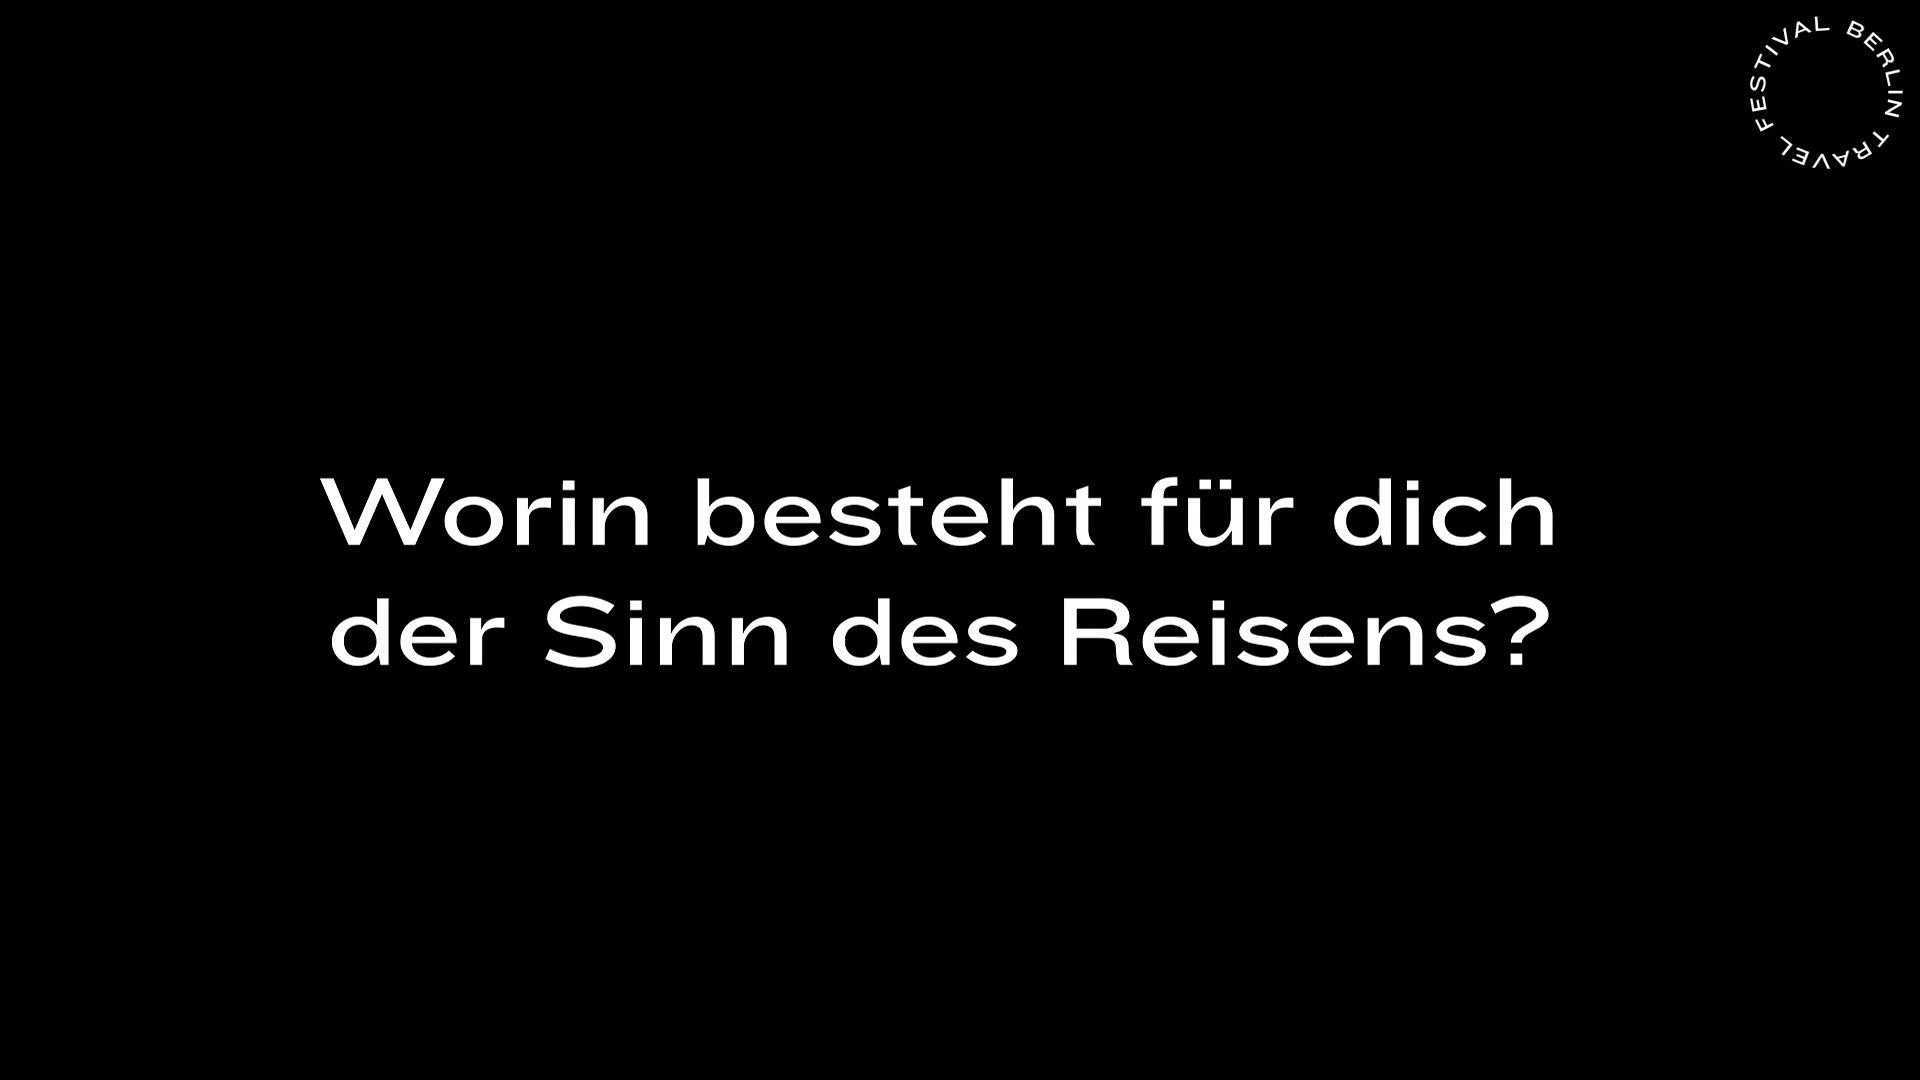 BERLIN TRAVEL FESTIVAL
Worin besteht für dich
der Sinn des Reisens?